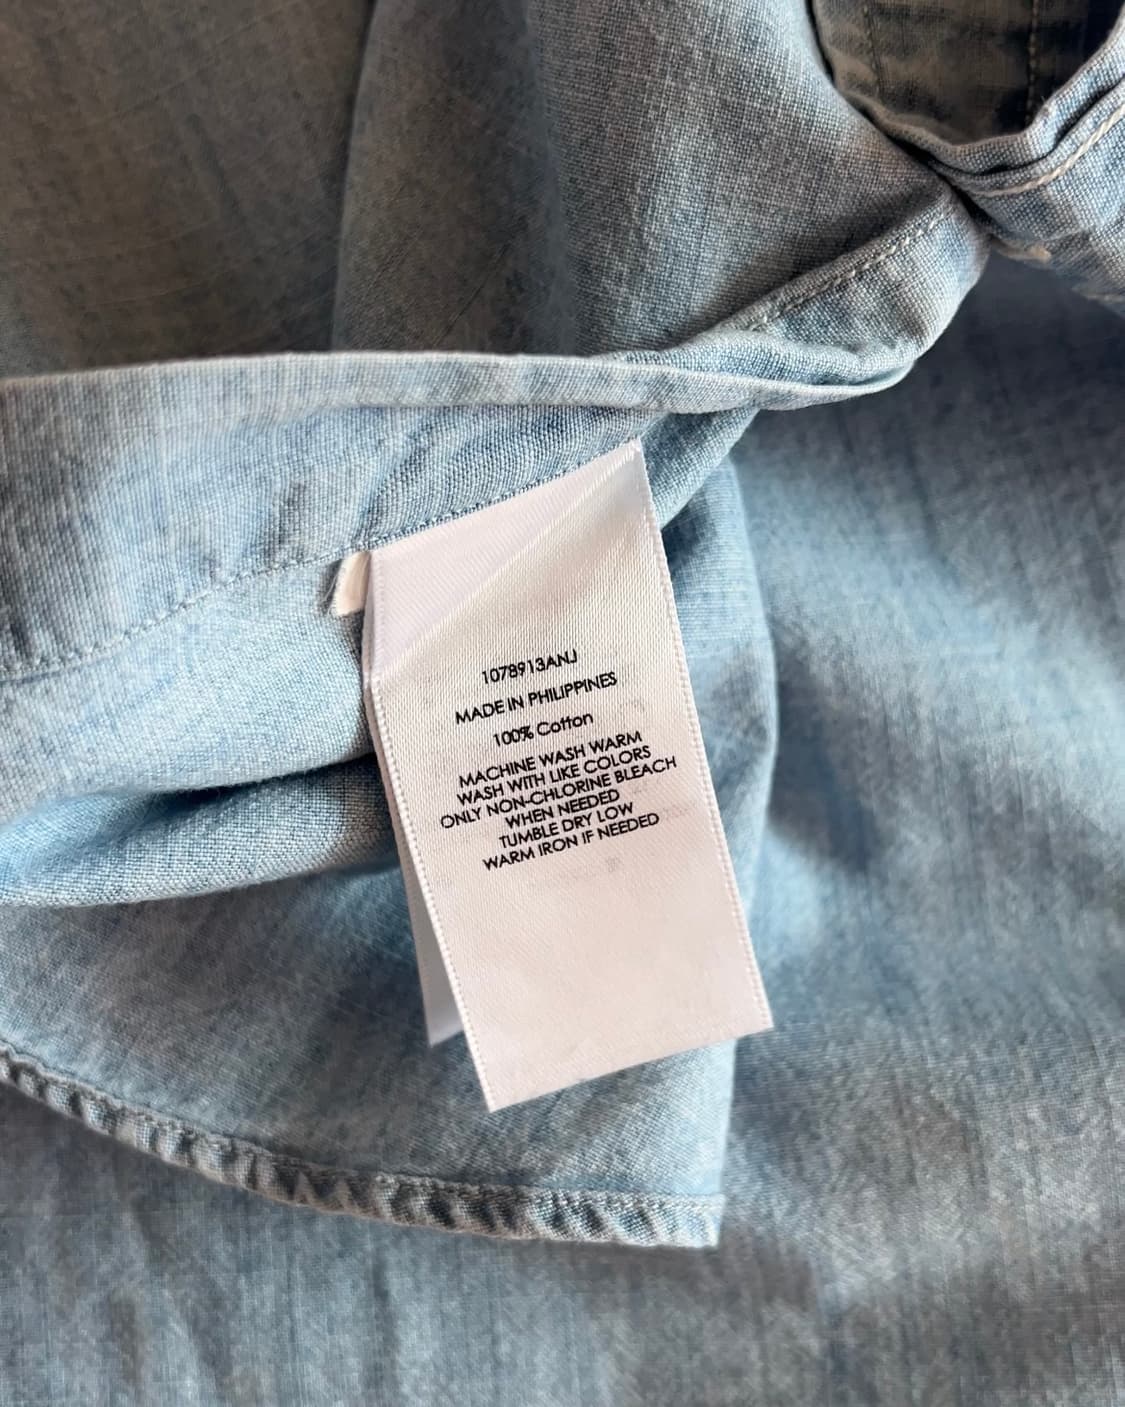 1078913ANJ
MADE IN PHILIPPINES
100% Cotton
MACHINE WASH WARM
WASH WITH LIKE COLORS
ONLY NON-CHLORINE BLEACH
WHEN NEEDED
TUMBLE DRY LOW
WARM IRON IF NEEDED